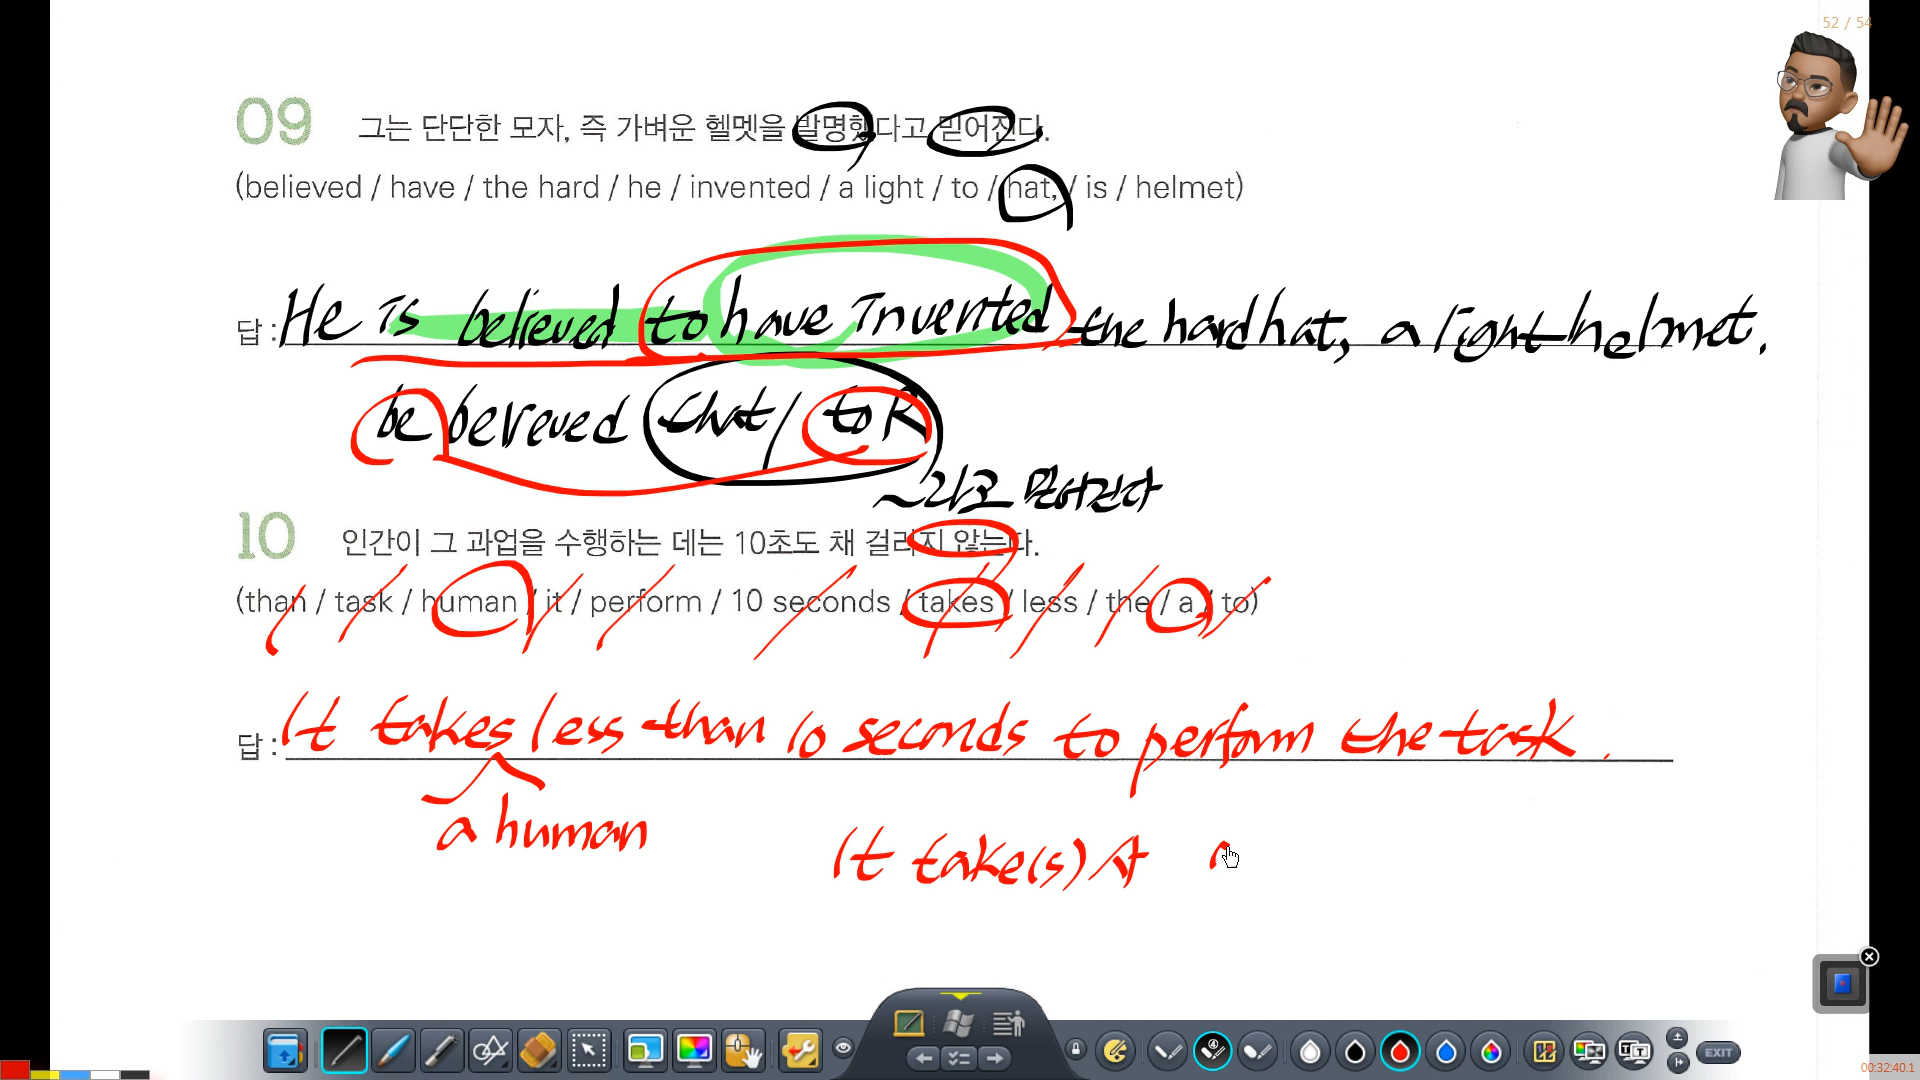 52 / 54
09 그는 단단한 모자, 즉 가벼운 헬멧을 발명했다고 믿어진다.
(believed / have / the hard / he / invented / a light / to / hat, / is / helmet)
답 : He is believed to have invented the hard hat, a light helmet.
be believed that / to R
~라고 믿어진다
10 인간이 그 과업을 수행하는 데는 10초도 채 걸리지 않는다.
(than / task / human / it / perform / 10 seconds / takes / less / the / a / to)
답 : It takes less than 10 seconds to perform the task.
a human
It take(s) A
EXIT
00:32:40.1